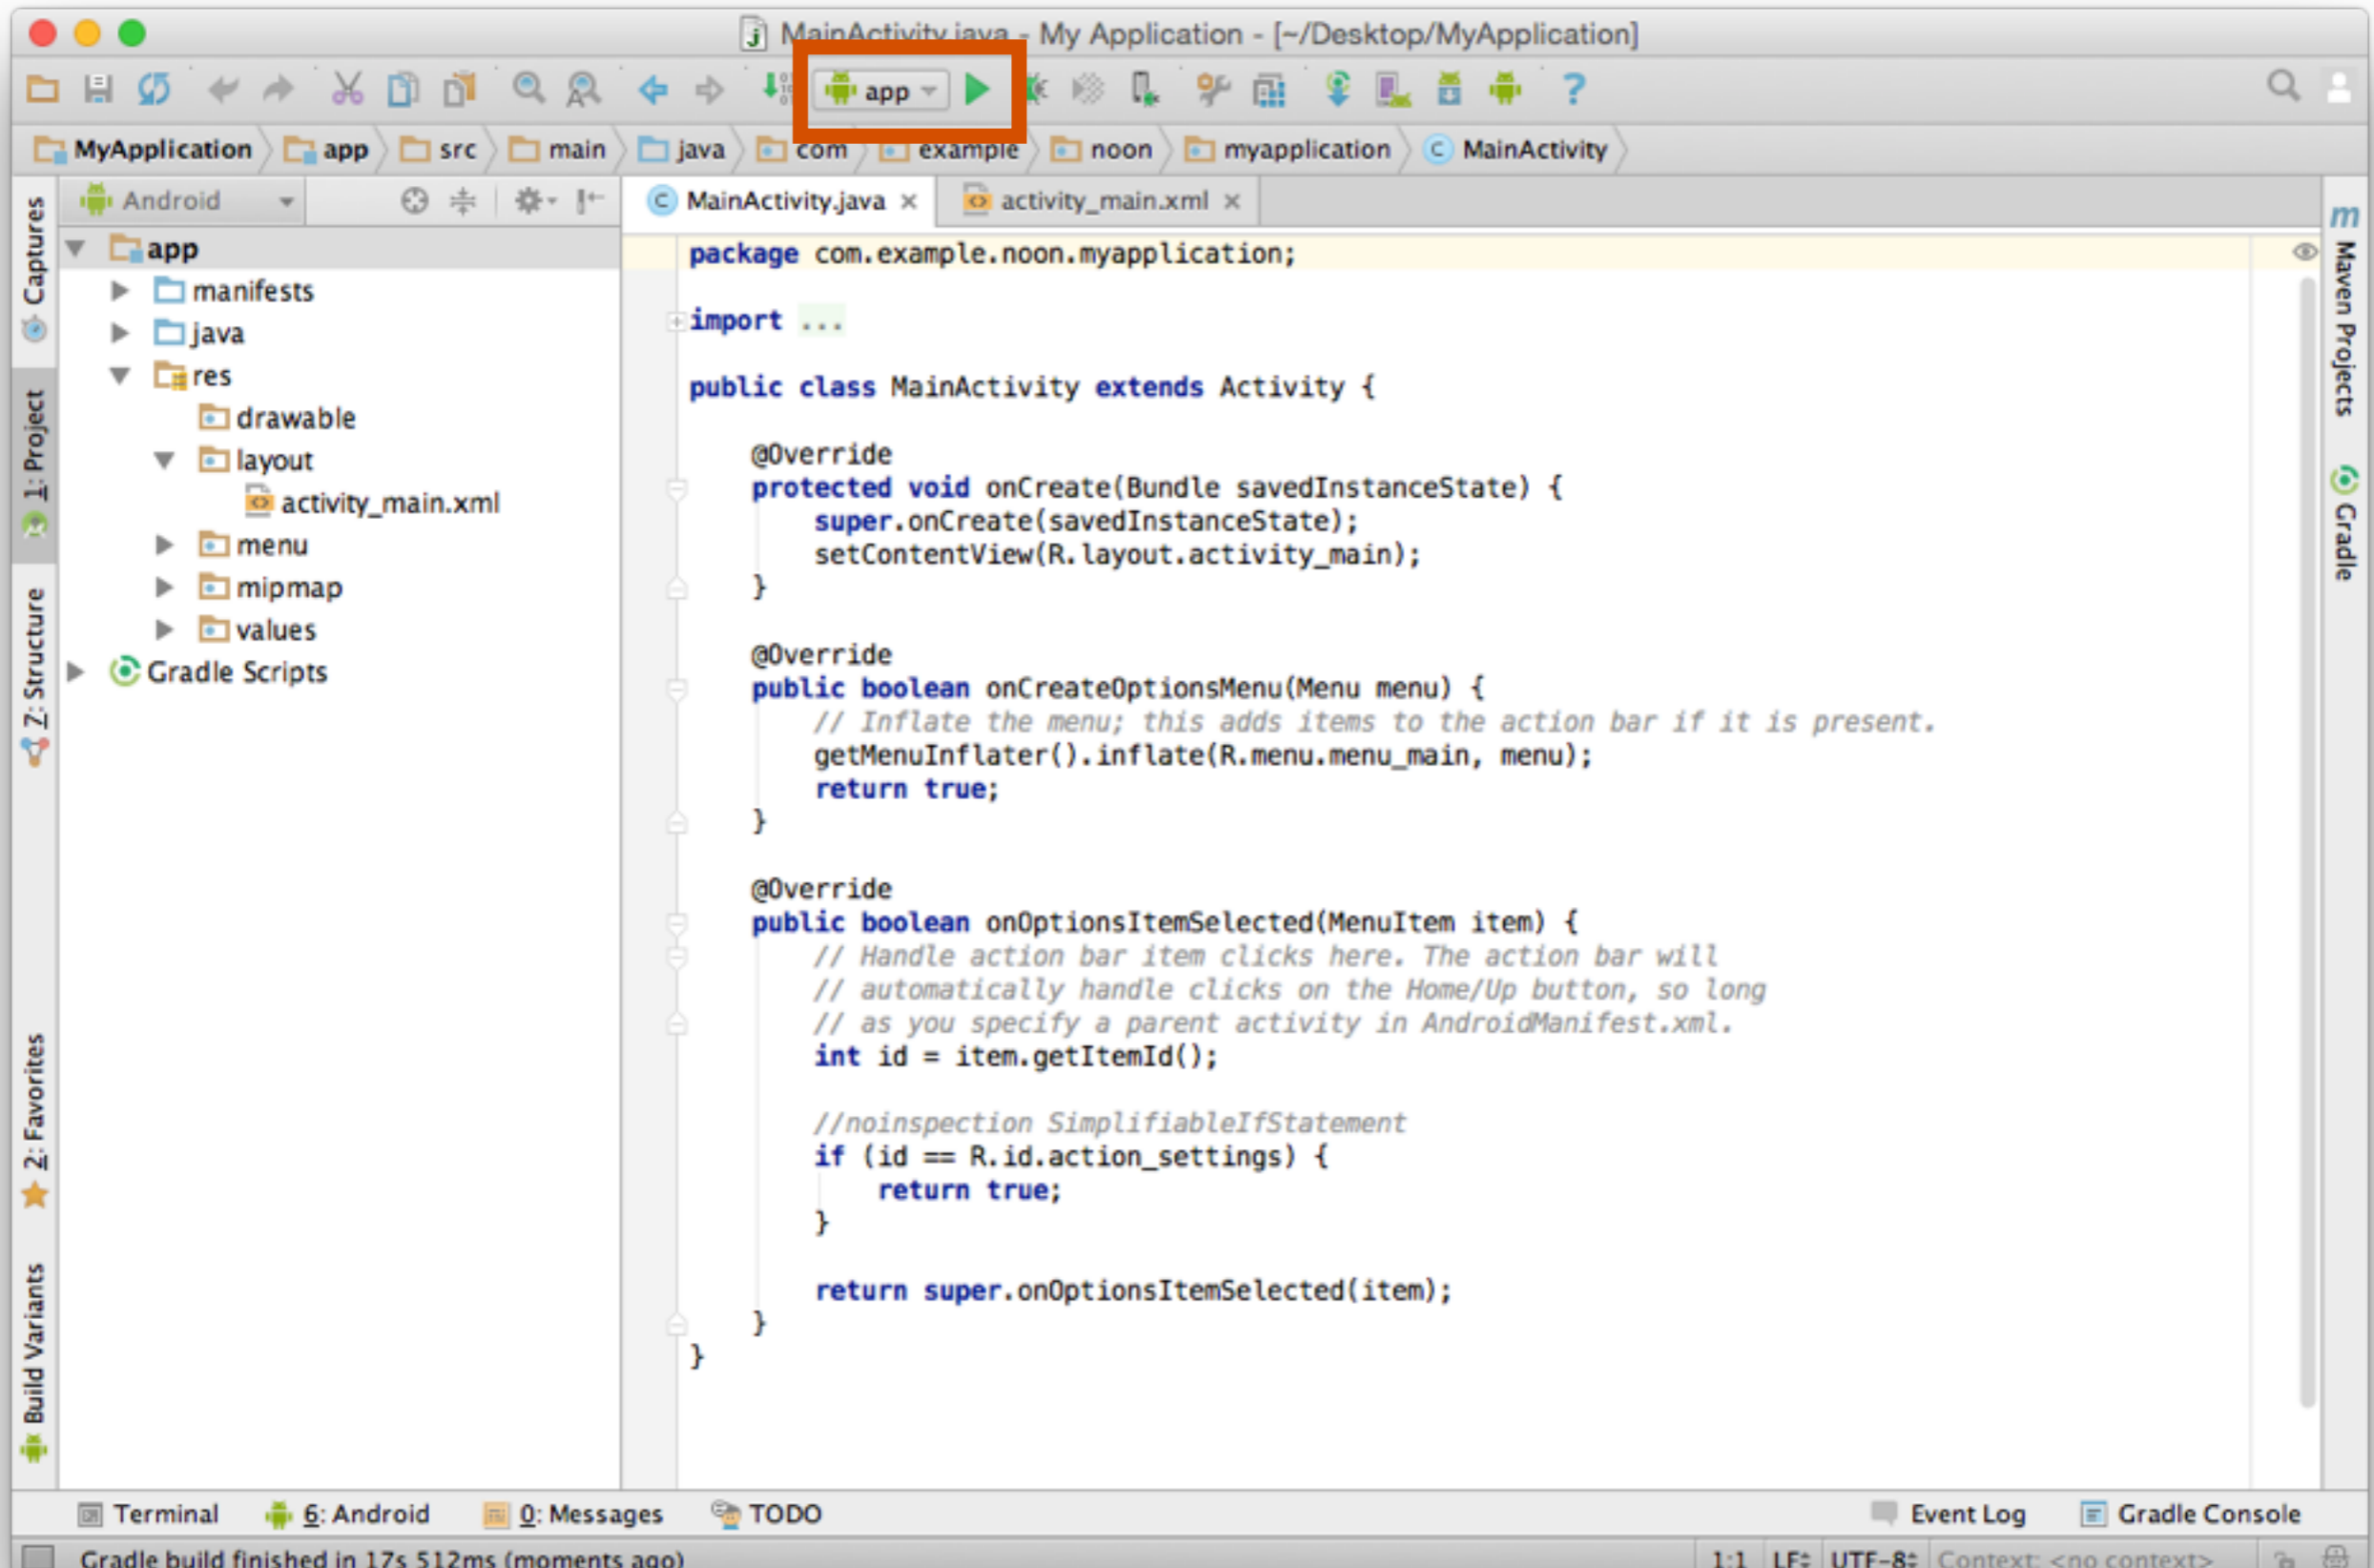 MainActivity.java - My Application - [~/Desktop/MyApplication]
app
MyApplication app src main java com example noon myapplication MainActivity
Android
MainActivity.java activity_main.xml
Captures
1: Project
Z: Structure
2: Favorites
Build Variants
app
manifests
java
res
drawable
layout
activity_main.xml
menu
mipmap
values
Gradle Scripts
package com.example.noon.myapplication;
import ...
public class MainActivity extends Activity {
@Override
protected void onCreate(Bundle savedInstanceState) {
super.onCreate(savedInstanceState);
setContentView(R.layout.activity_main);
}
@Override
public boolean onCreateOptionsMenu(Menu menu) {
// Inflate the menu; this adds items to the action bar if it is present.
getMenuInflater().inflate(R.menu.menu_main, menu);
return true;
}
@Override
public boolean onOptionsItemSelected(MenuItem item) {
// Handle action bar item clicks here. The action bar will
// automatically handle clicks on the Home/Up button, so long
// as you specify a parent activity in AndroidManifest.xml.
int id = item.getItemId();
//noinspection SimplifiableIfStatement
if (id == R.id.action_settings) {
return true;
}
return super.onOptionsItemSelected(item);
}
}
m Maven Projects
Gradle
Terminal 6: Android 0: Messages TODO Event Log Gradle Console
Gradle build finished in 17s 512ms (moments ago) 1:1 LF UTF-8 Context: <no context>